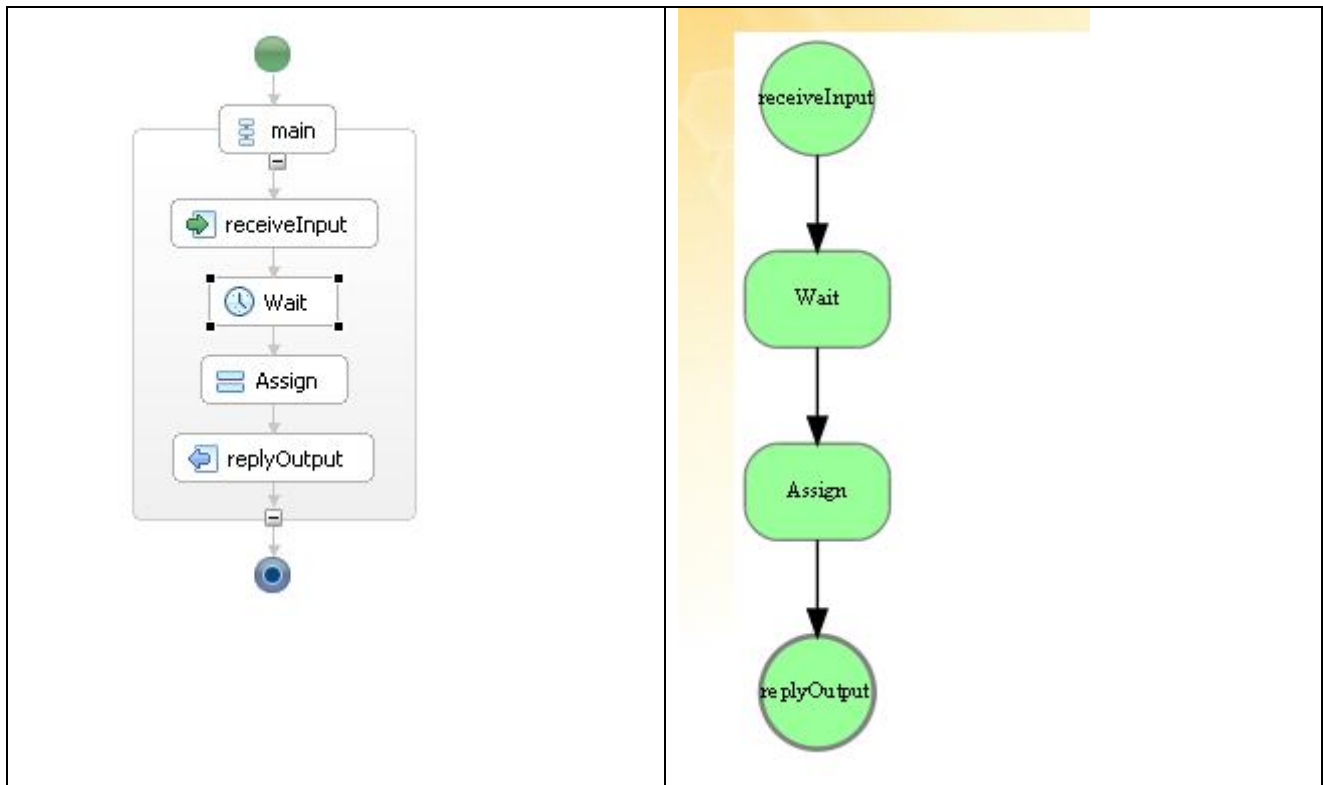 main
receiveInput
Wait
Assign
replyOutput
receiveInput
Wait
Assign
replyOutput